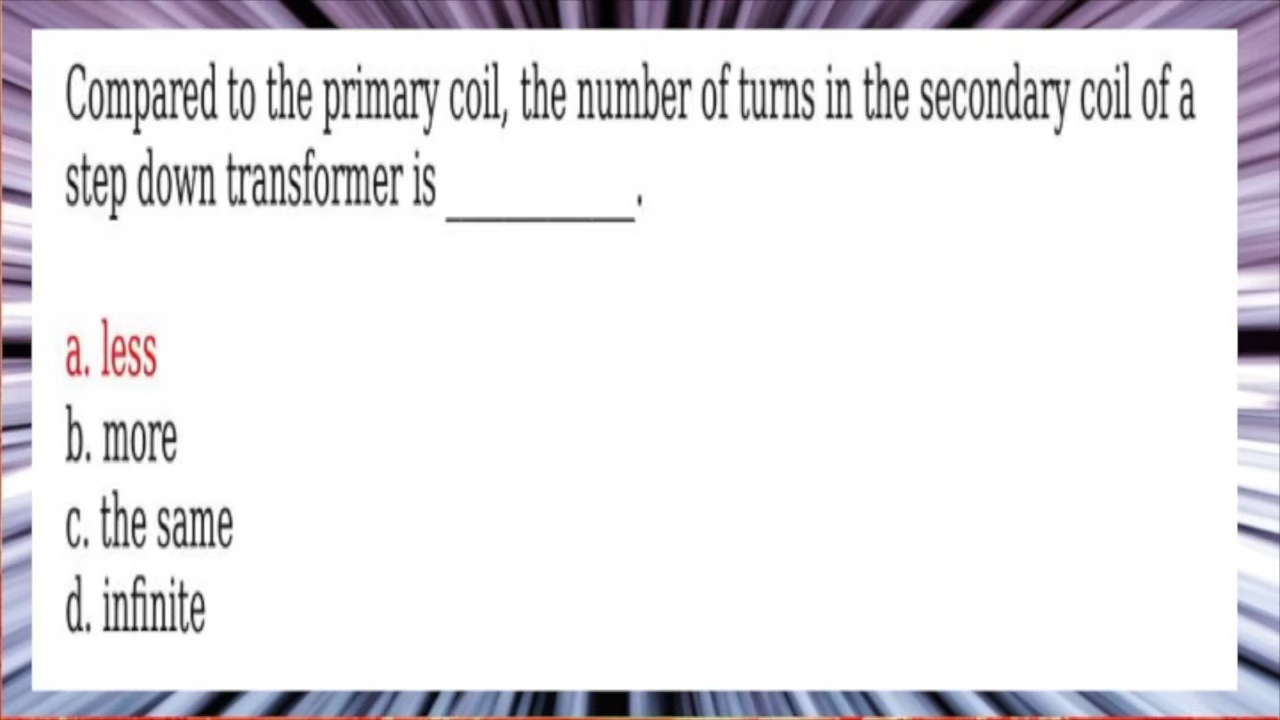 Compared to the primary coil, the number of turns in the secondary coil of a
step down transformer is ___________.
a. less
b. more
c. the same
d. infinite